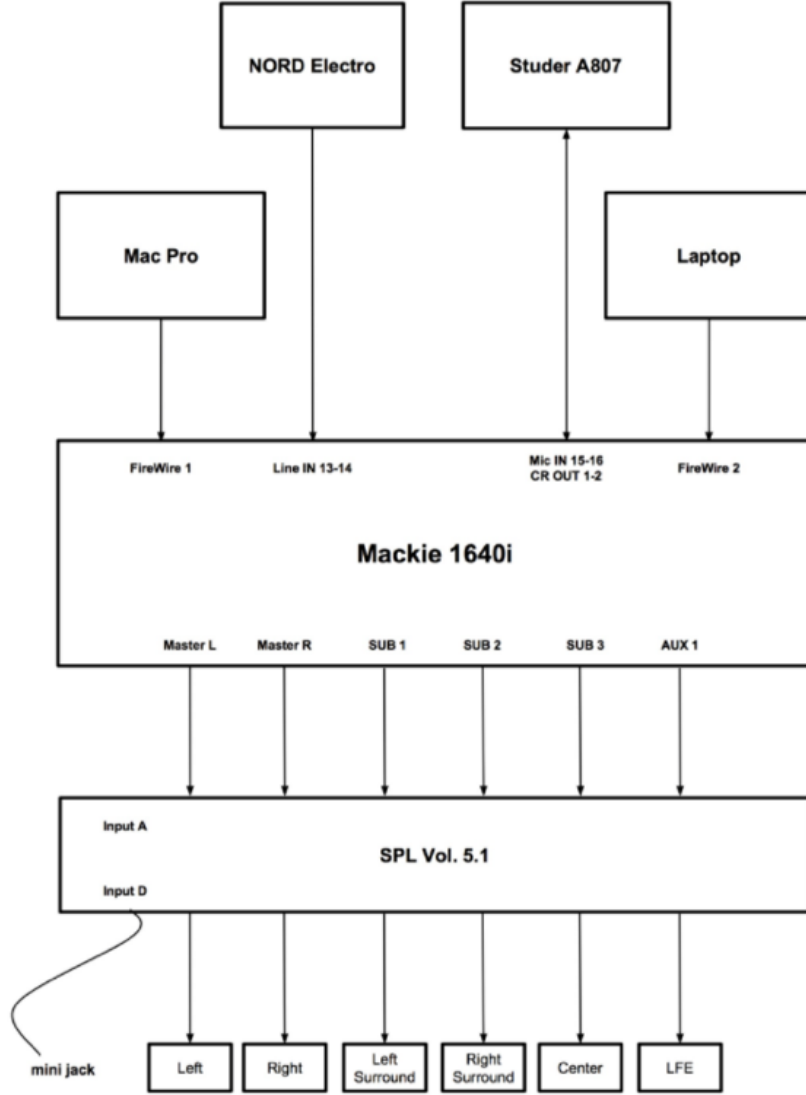 NORD Electro
Studer A807
Mac Pro
Laptop
FireWire 1
Line IN 13-14
Mic IN 15-16
CR OUT 1-2
FireWire 2
Mackie 1640i
Master L
Master R
SUB 1
SUB 2
SUB 3
AUX 1
Input A
SPL Vol. 5.1
Input D
mini jack
Left
Right
Left
Surround
Right
Surround
Center
LFE